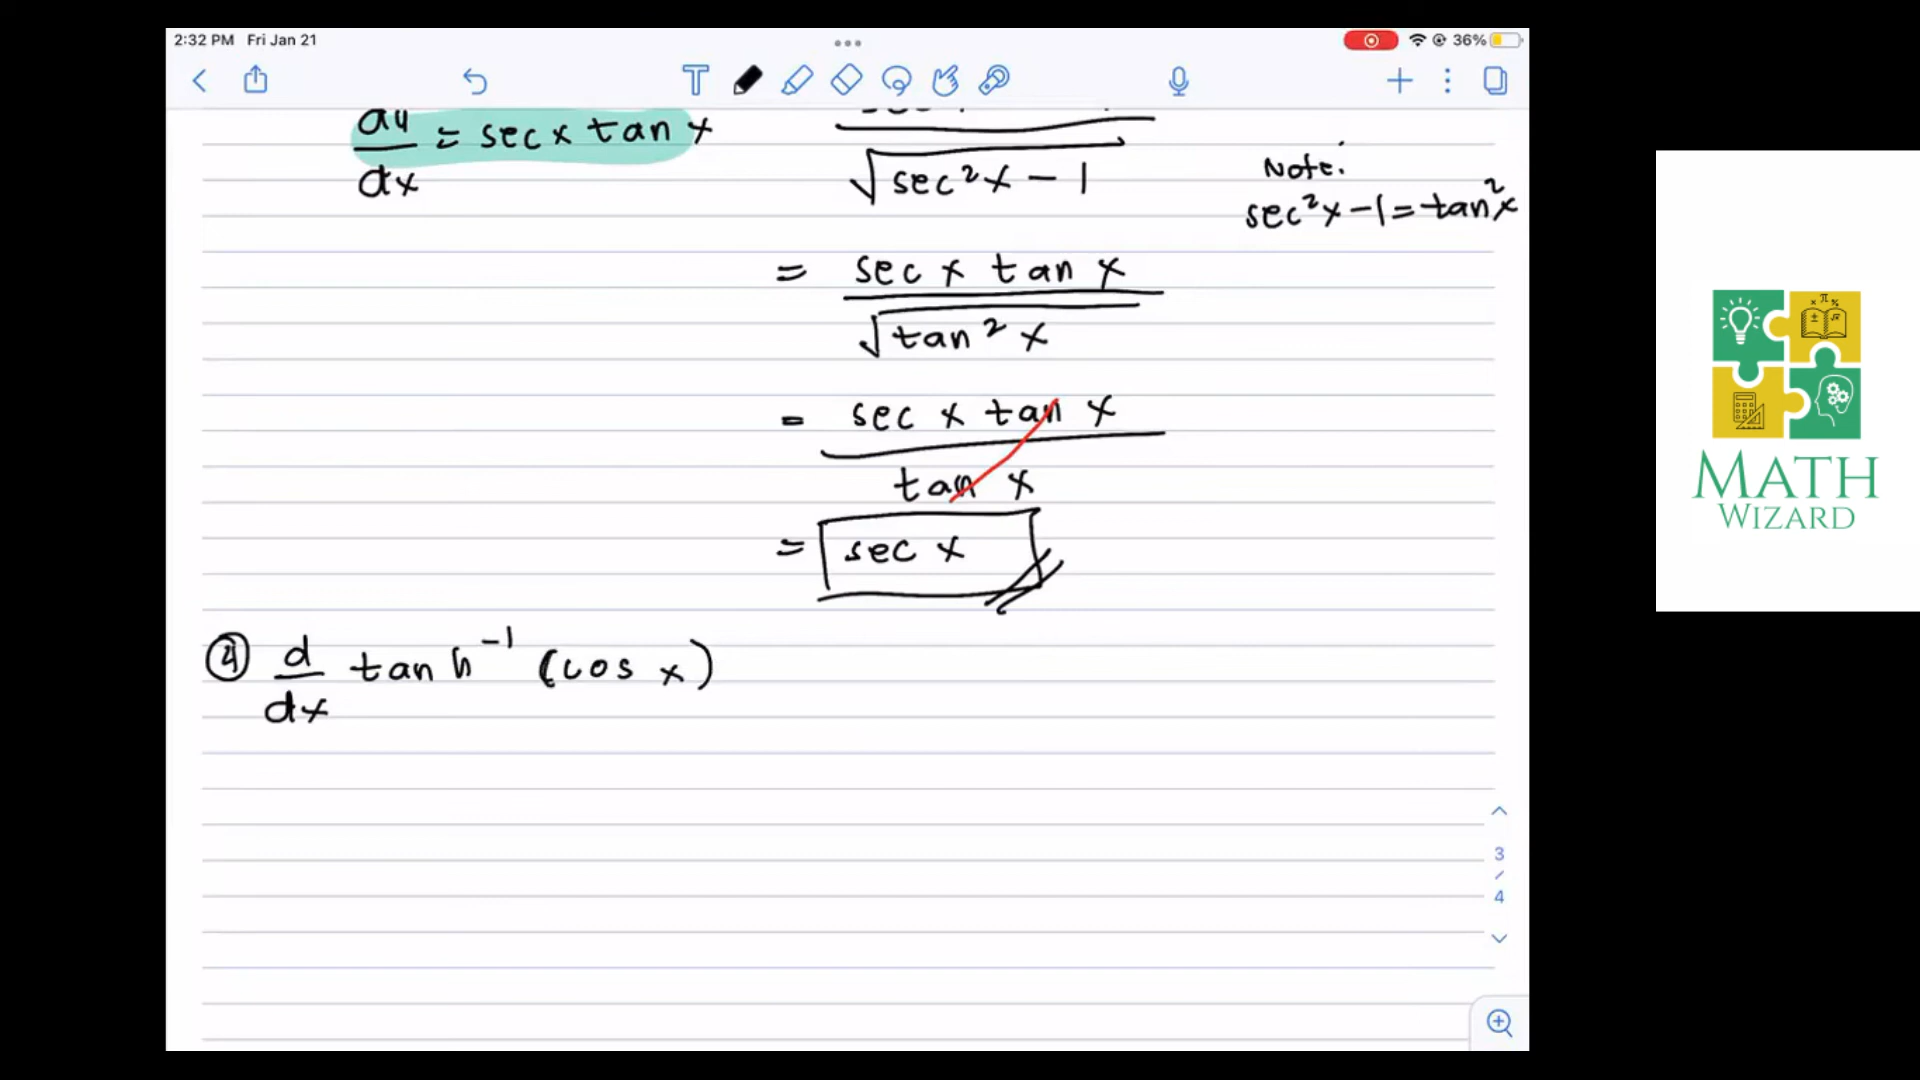 2:32 PM Fri Jan 21
36%
du/dx = sec x tan x
√(sec²x − 1)
Note:
sec²x − 1 = tan²x
= sec x tan x / √(tan²x)
= sec x tan x / tan x
= sec x
④ d/dx tanh⁻¹ (cos x)
3
/
4
MATH
WIZARD